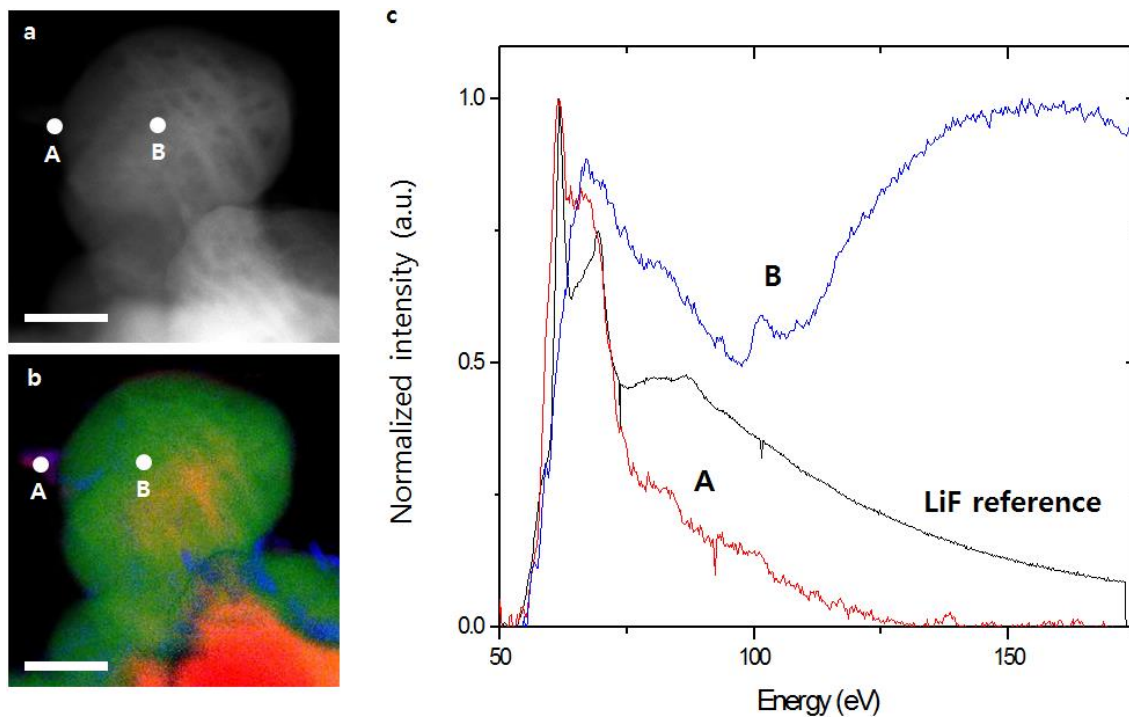 a
A
B
b
A
B
c
Normalized intensity (a.u.)
1.0
0.5
0.0
50
100
150
Energy (eV)
B
A
LiF reference